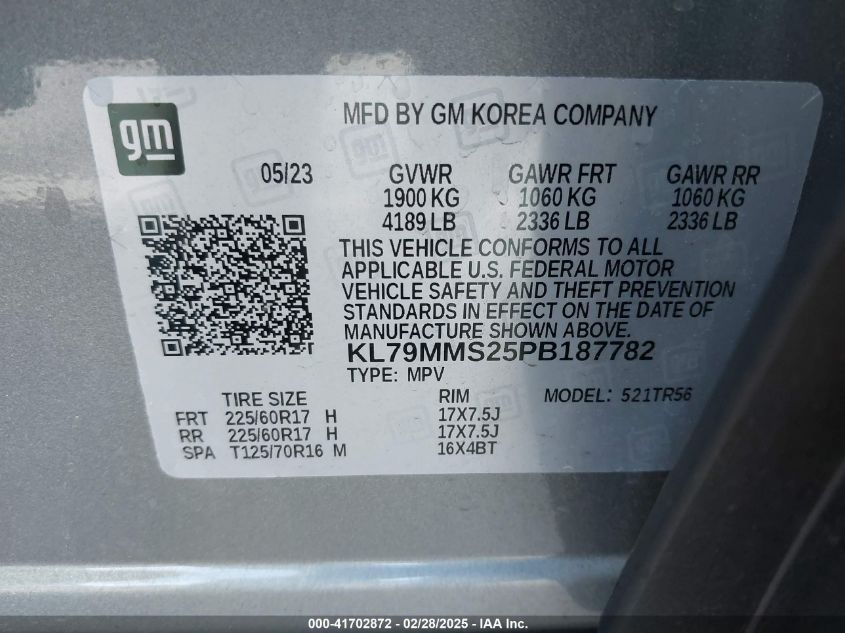 gm
MFD BY GM KOREA COMPANY
05/23 GVWR GAWR FRT GAWR RR
1900 KG 1060 KG 1060 KG
4189 LB 2336 LB 2336 LB
THIS VEHICLE CONFORMS TO ALL
APPLICABLE U.S. FEDERAL MOTOR
VEHICLE SAFETY AND THEFT PREVENTION
STANDARDS IN EFFECT ON THE DATE OF
MANUFACTURE SHOWN ABOVE.
KL79MMS25PB187782
TYPE: MPV
TIRE SIZE RIM MODEL: 521TR56
FRT 225/60R17 H 17X7.5J
RR 225/60R17 H 17X7.5J
SPA T125/70R16 M 16X4BT
000-41702872 - 02/28/2025 - IAA Inc.